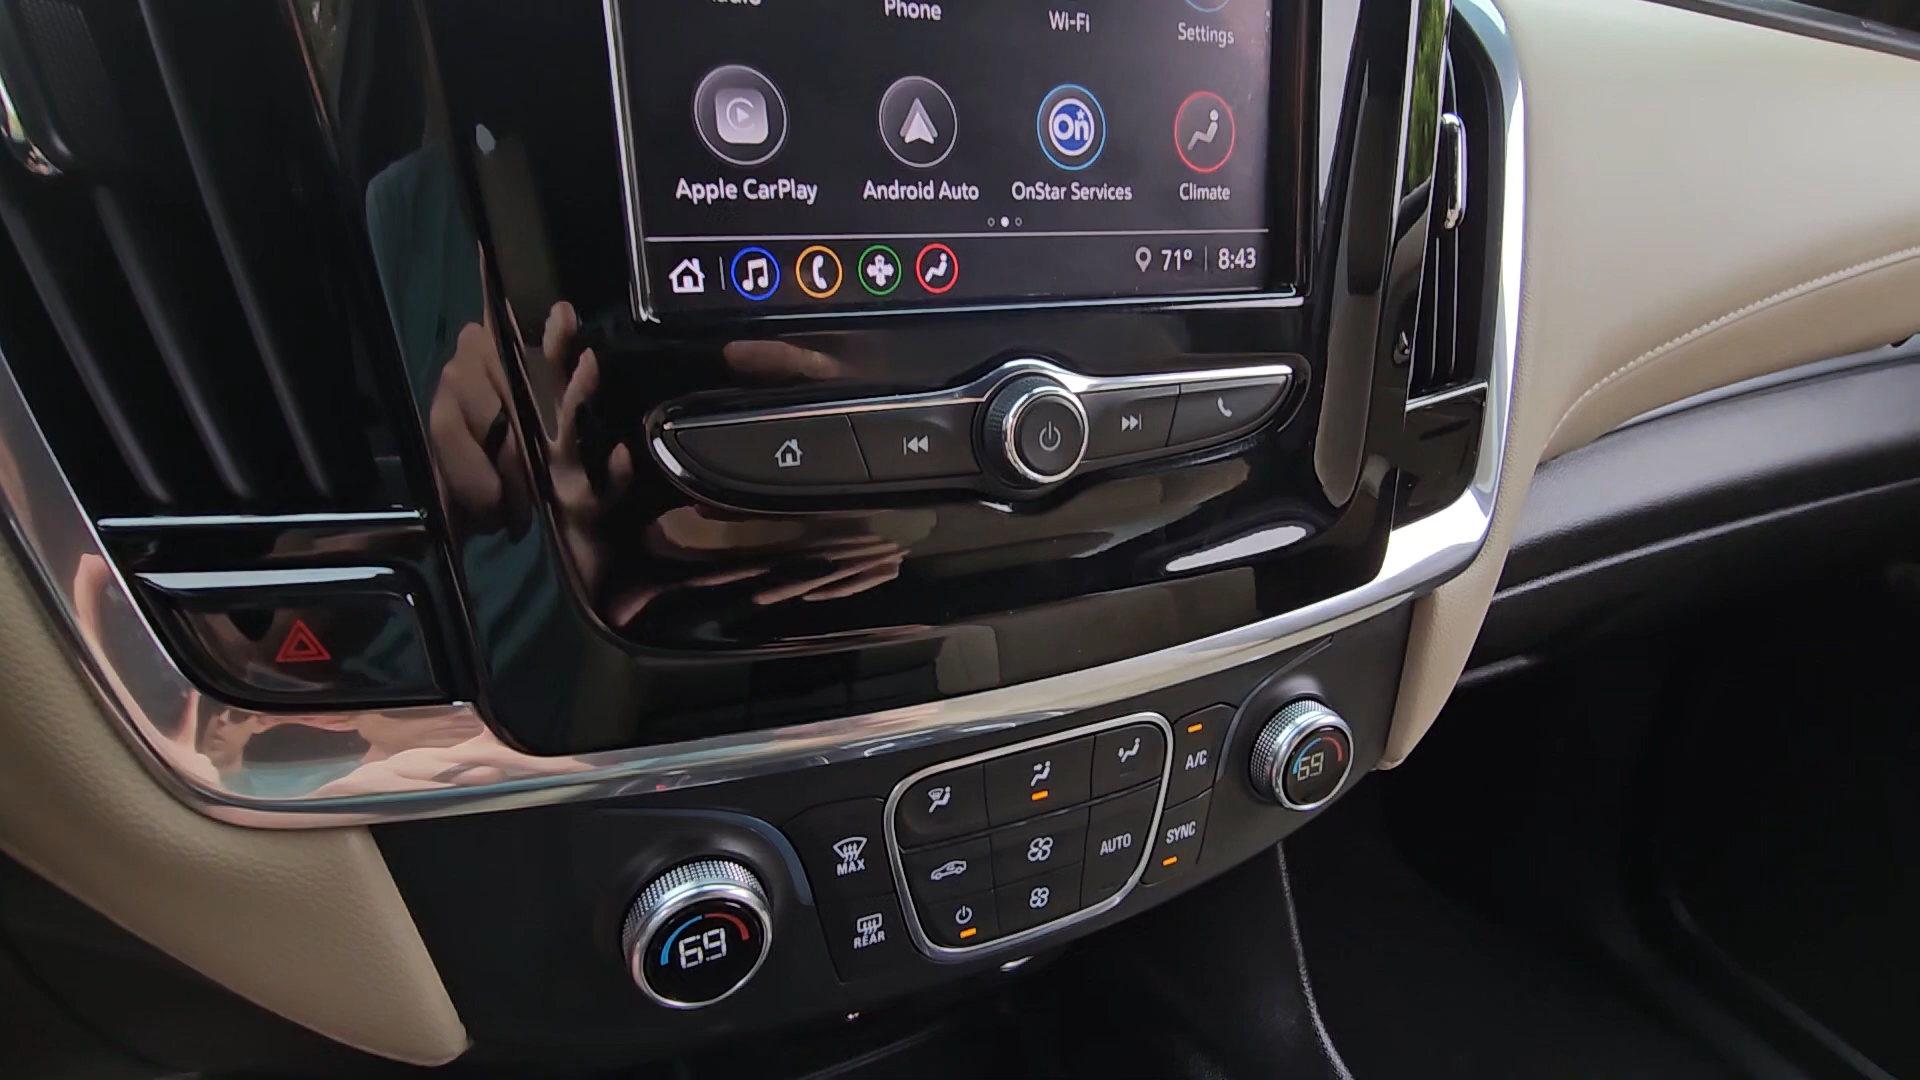 Phone
Wi-Fi
Settings
On
Apple CarPlay
Android Auto
OnStar Services
Climate
71° 8:43
A/C
69
MAX
AUTO
SYNC
REAR
69